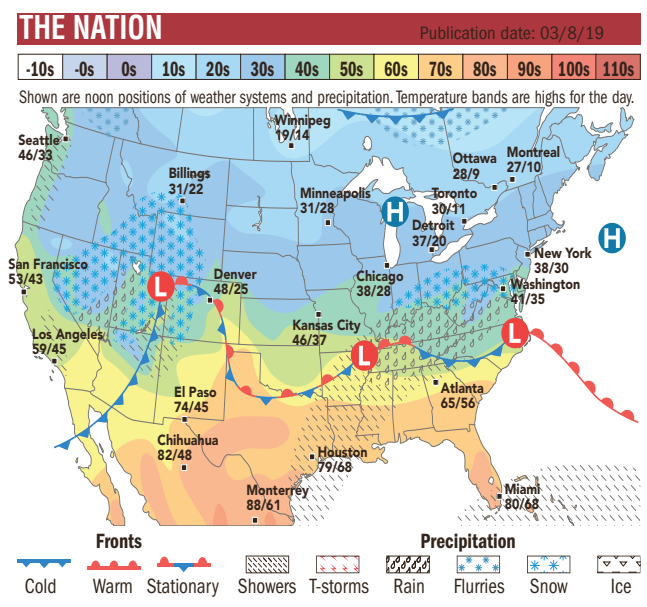 THE NATION
Publication date: 03/8/19
-10s -0s 0s 10s 20s 30s 40s 50s 60s 70s 80s 90s 100s 110s
Shown are noon positions of weather systems and precipitation. Temperature bands are highs for the day.
Winnipeg
19/14
Seattle
46/33
Ottawa
28/9
Montreal
27/10
Billings
31/22
Minneapolis
31/28
Toronto
30/11
H
Detroit
37/20
H
New York
38/30
San Francisco
53/43
Denver
48/25
Chicago
38/28
Washington
41/35
L
Kansas City
46/37
Los Angeles
59/45
L
L
El Paso
74/45
Atlanta
65/56
Chihuahua
82/48
Houston
79/68
Monterrey
88/61
Miami
80/68
Fronts
Precipitation
Cold Warm Stationary Showers T-storms Rain Flurries Snow Ice